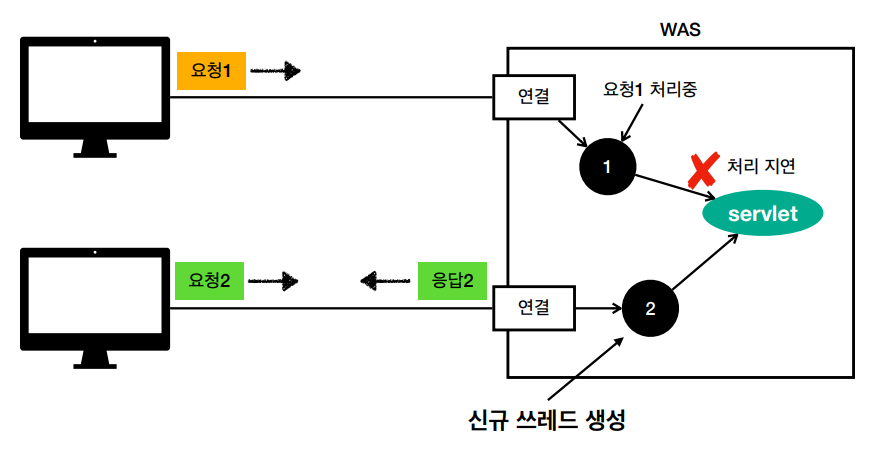 WAS
요청1
연결
요청1 처리중
1
처리 지연
servlet
요청2
응답2
연결
2
신규 쓰레드 생성